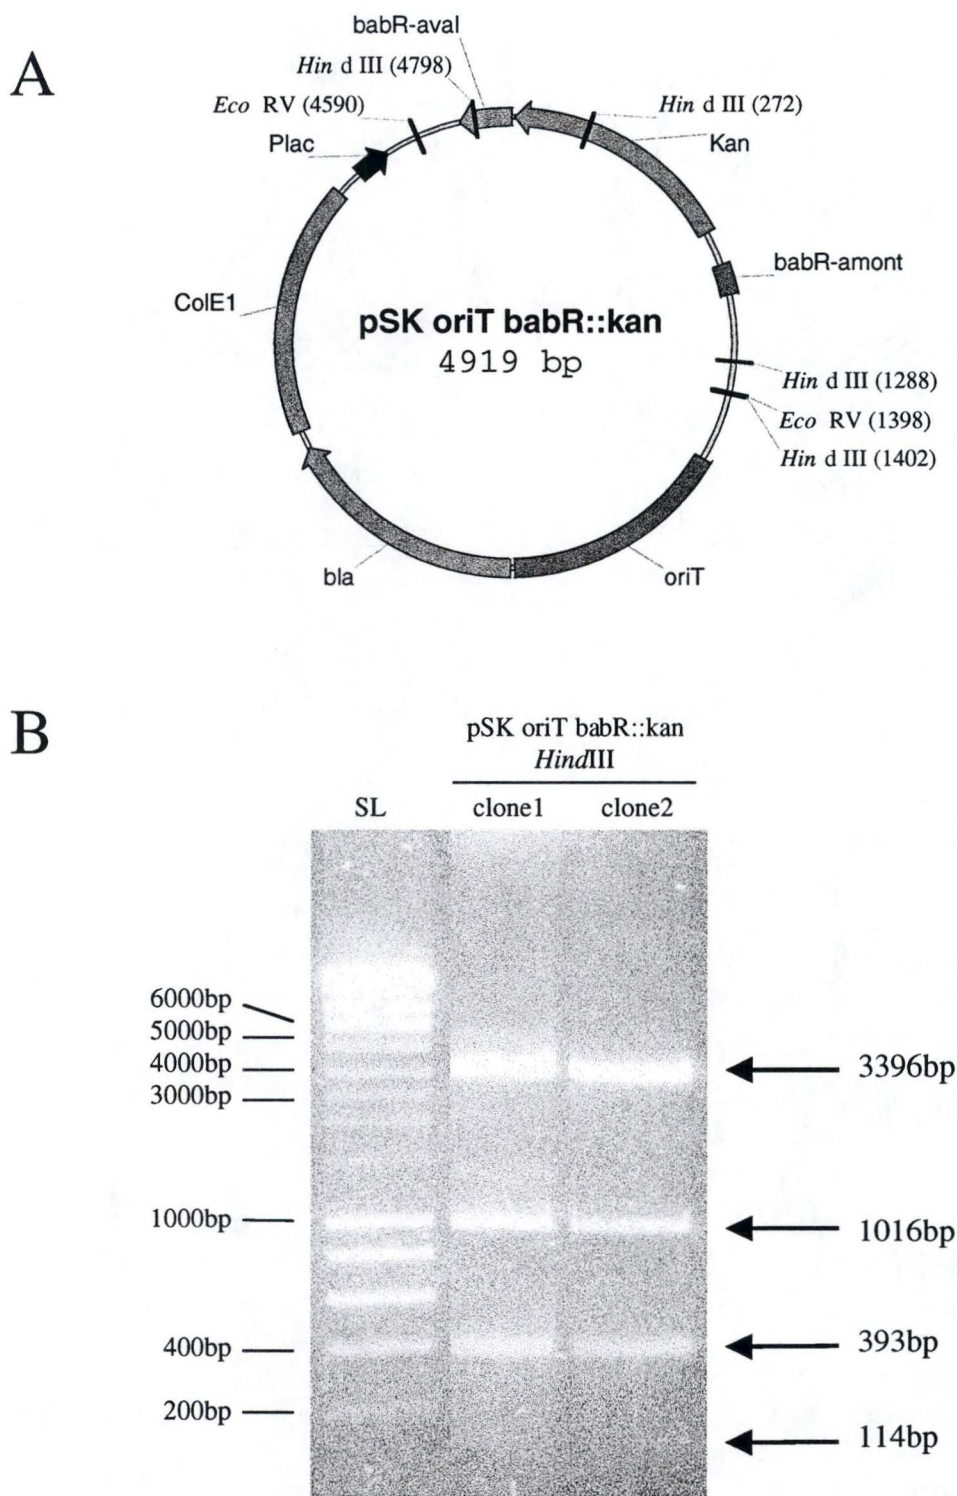 A
babR-aval
Hin d III (4798)
Hin d III (272)
Eco RV (4590)
Plac
Kan
babR-amont
ColE1
pSK oriT babR::kan
4919 bp
Hin d III (1288)
Eco RV (1398)
Hin d III (1402)
bla
oriT
B
pSK oriT babR::kan
HindIII
SL
clone1
clone2
6000bp
5000bp
4000bp
3000bp
1000bp
400bp
200bp
3396bp
1016bp
393bp
114bp